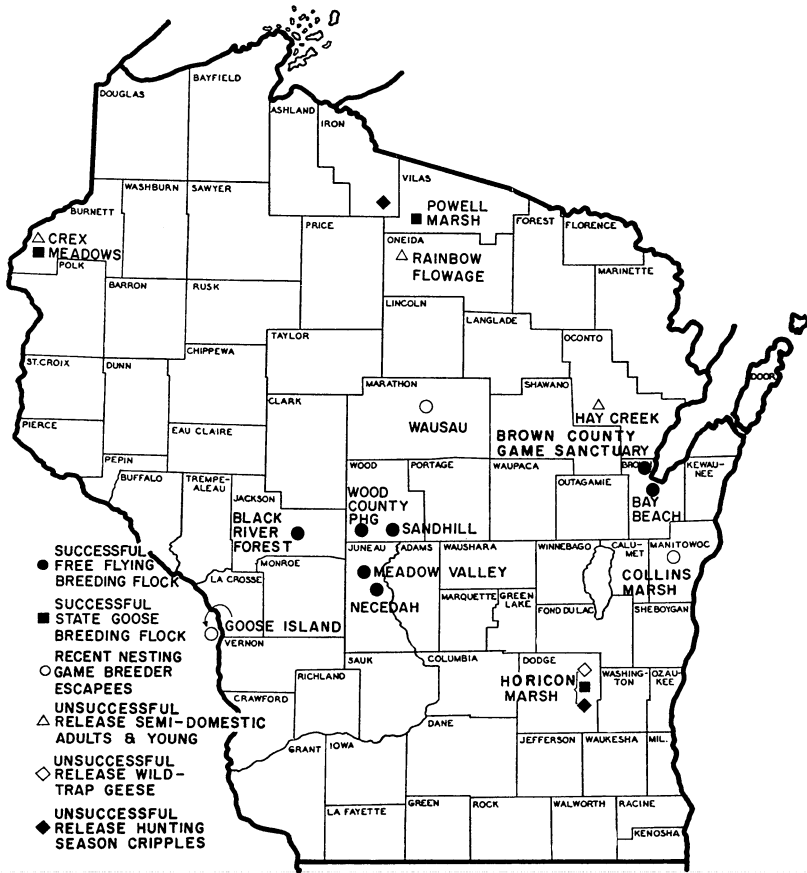 DOUGLAS
BAYFIELD
ASHLAND
IRON
VILAS
POWELL
MARSH
WASHBURN
SAWYER
BURNETT
CREX
MEADOWS
POLK
PRICE
ONEIDA
RAINBOW
FLOWAGE
FOREST
FLORENCE
MARINETTE
BARRON
RUSK
LINCOLN
LANGLADE
OCONTO
TAYLOR
CHIPPEWA
ST. CROIX
DUNN
CLARK
MARATHON
WAUSAU
SHAWANO
HAY CREEK
DOOR
PIERCE
PEPIN
EAU CLAIRE
BROWN COUNTY
GAME SANCTUARY
BROWN
KEWAU-
NEE
BUFFALO
TREMPE-
ALEAU
JACKSON
WOOD
PORTAGE
WAUPACA
OUTAGAMIE
BLACK
RIVER
FOREST
WOOD
COUNTY
PHG
SANDHILL
BAY
BEACH
MONROE
JUNEAU
ADAMS
WAUSHARA
WINNEBAGO
CALU-
MET
MANITOWOC
COLLINS
MARSH
LA CROSSE
MEADOW VALLEY
NECEDAH
MARQUETTE
GREEN
LAKE
FOND DU LAC
SHEBOYGAN
GOOSE ISLAND
VERNON
SAUK
COLUMBIA
DODGE
HORICON
MARSH
WASHING-
TON
OZAU-
KEE
RICHLAND
CRAWFORD
DANE
JEFFERSON
WAUKESHA
MIL.
GRANT
IOWA
LA FAYETTE
GREEN
ROCK
WALWORTH
RACINE
KENOSHA
SUCCESSFUL
FREE FLYING
BREEDING FLOCK
SUCCESSFUL
STATE GOOSE
BREEDING FLOCK
RECENT NESTING
GAME BREEDER
ESCAPEES
UNSUCCESSFUL
RELEASE SEMI-DOMESTIC
ADULTS & YOUNG
UNSUCCESSFUL
RELEASE WILD-
TRAP GEESE
UNSUCCESSFUL
RELEASE HUNTING
SEASON CRIPPLES